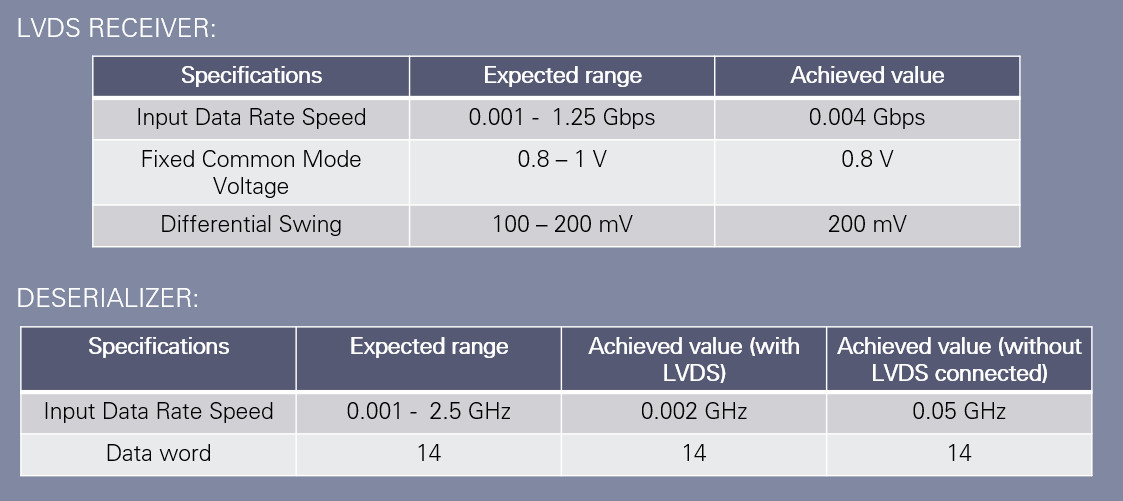 LVDS RECEIVER:
Specifications Expected range Achieved value
Input Data Rate Speed 0.001 -  1.25 Gbps 0.004 Gbps
Fixed Common Mode 0.8 – 1 V 0.8 V
Voltage
Differential Swing 100 – 200 mV 200 mV
DESERIALIZER:
Specifications Expected range Achieved value (with Achieved value (without
LVDS) LVDS connected)
Input Data Rate Speed 0.001 -  2.5 GHz 0.002 GHz 0.05 GHz
Data word 14 14 14